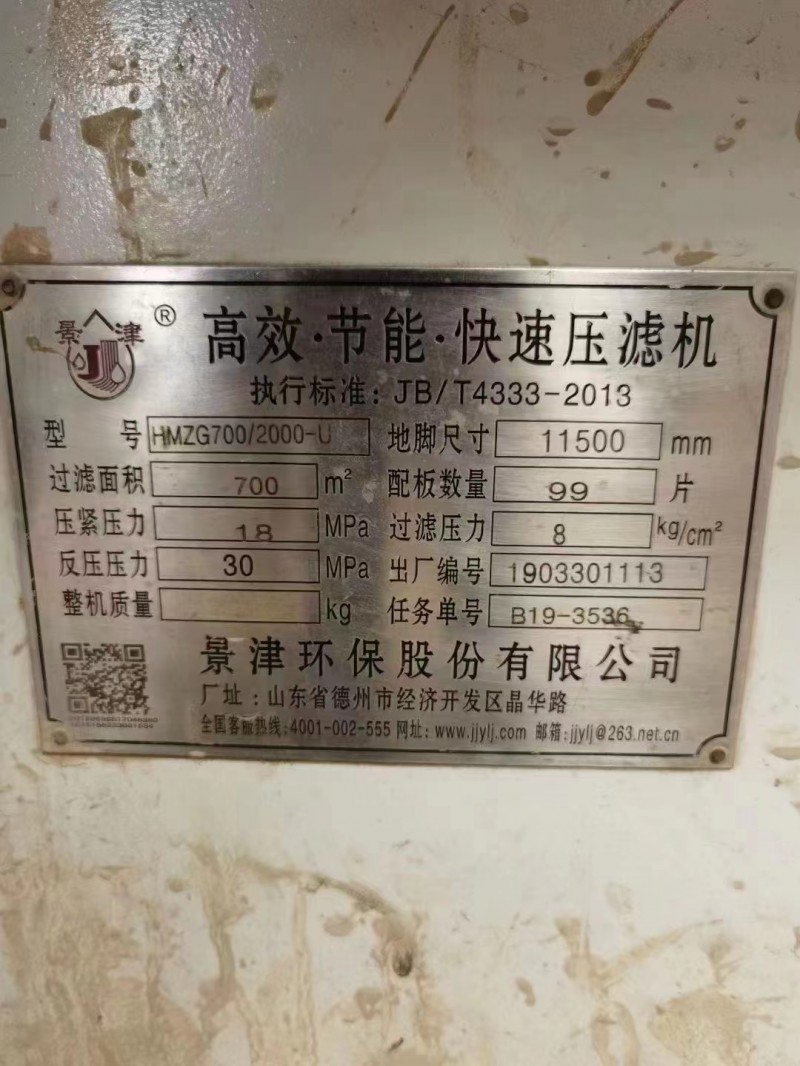 景津® 高效·节能·快速压滤机
执行标准：JB/T4333-2013
型 号 HMZG700/2000-U 地脚尺寸 11500 mm
过滤面积 700 m² 配板数量 99 片
压紧压力 18 MPa 过滤压力 8 kg/cm²
反压压力 30 MPa 出厂编号 1903301113
整机质量 kg 任务单号 B19-3536
景津环保股份有限公司
厂址：山东省德州市经济开发区晶华路
全国客服热线：4001-002-555 网址：www.jjylj.com 邮箱:jjylj@263.net.cn